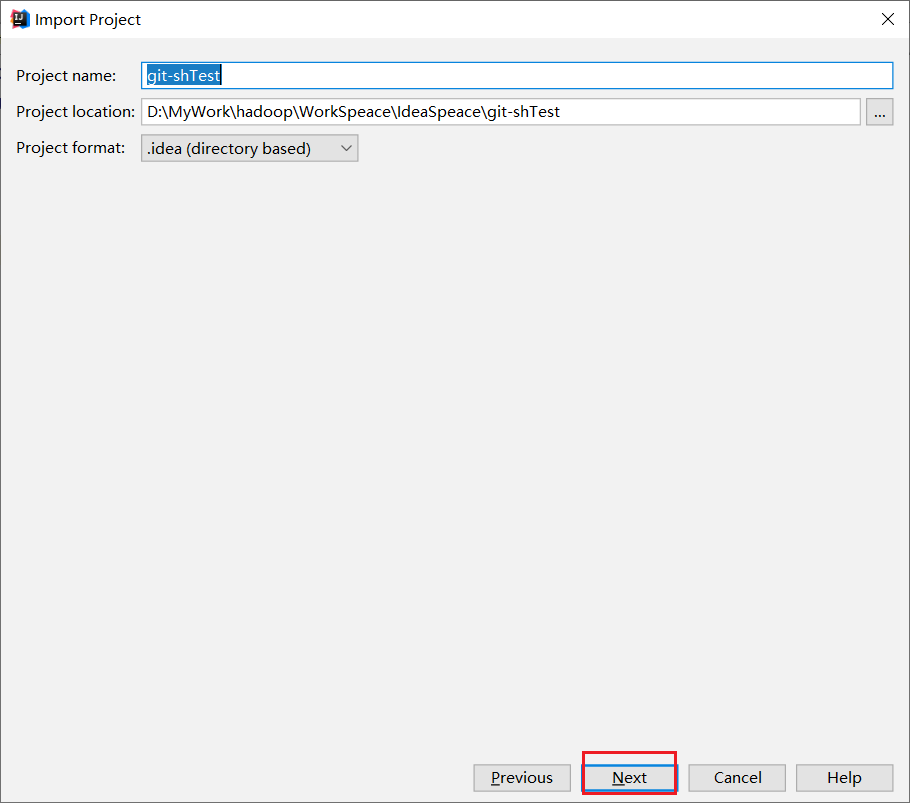 Import Project
Project name: git-shTest
Project location: D:\MyWork\hadoop\WorkSpeace\IdeaSpeace\git-shTest ...
Project format: .idea (directory based)
Previous Next Cancel Help